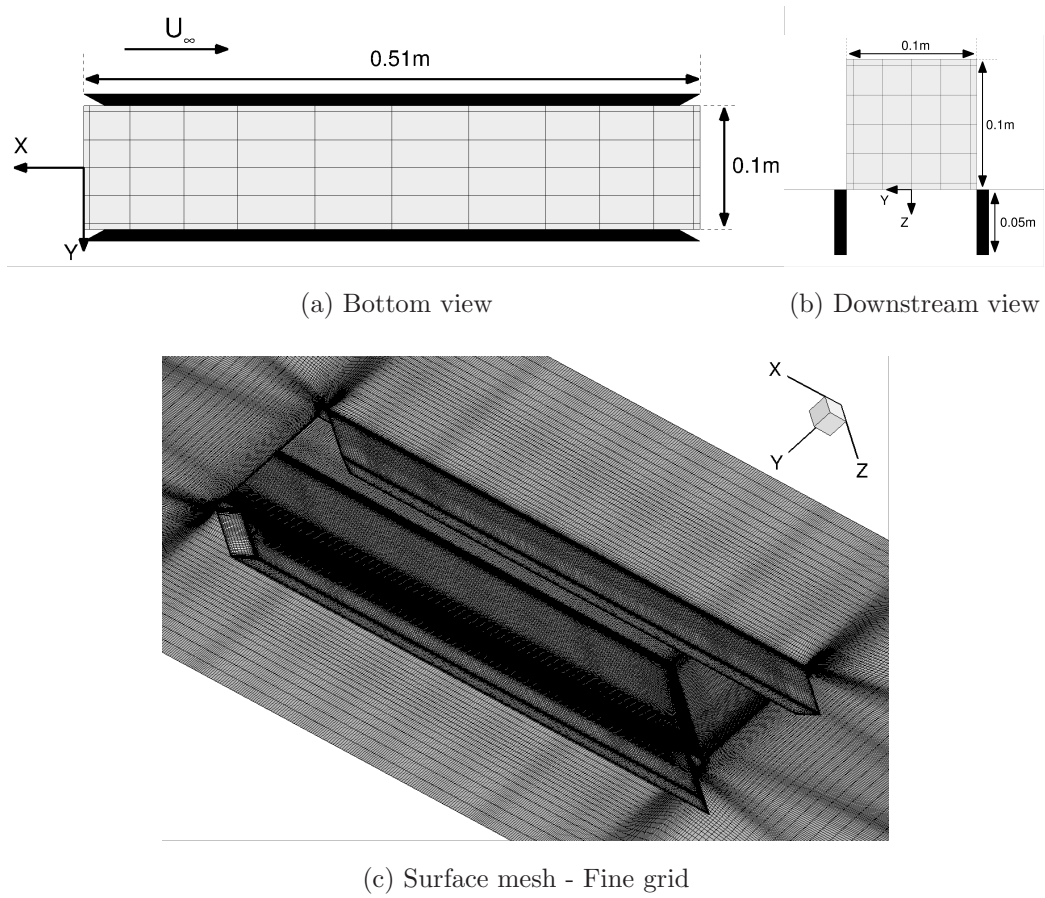 U∞
0.51m
X
0.1m
Y
0.1m
0.1m
Y
Z
0.05m
(a) Bottom view
(b) Downstream view
X
Y
Z
(c) Surface mesh - Fine grid